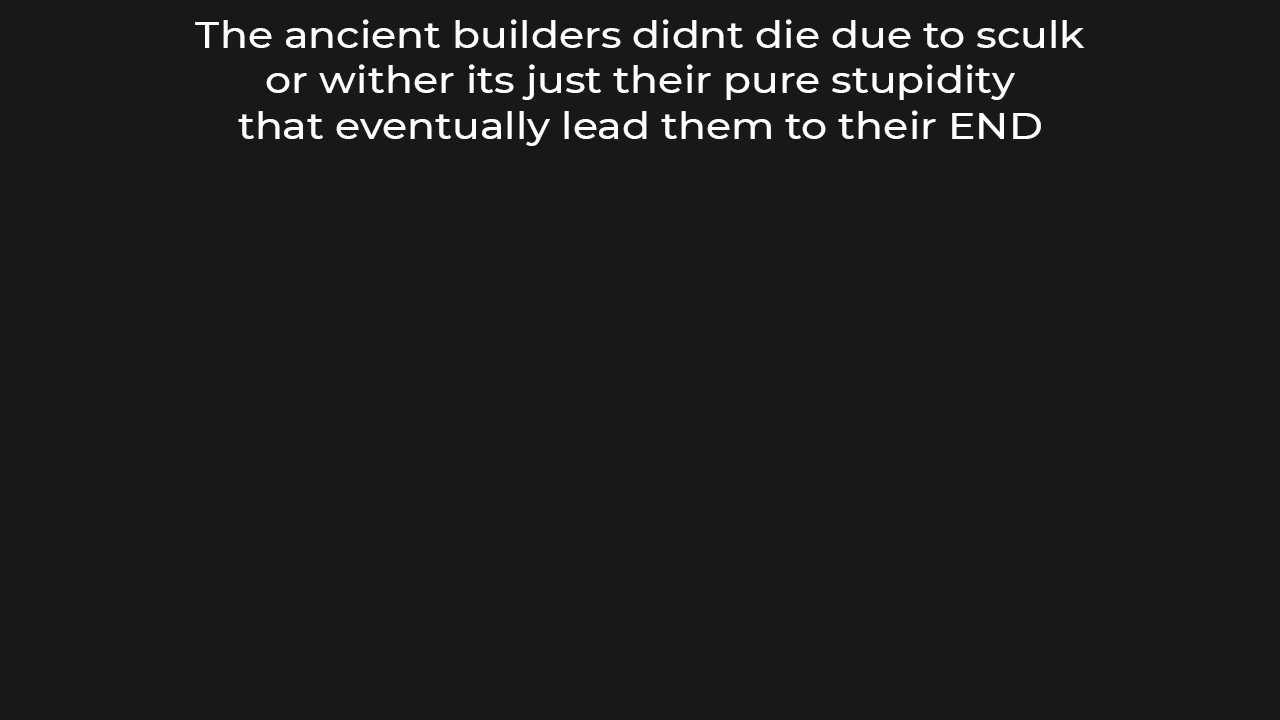 The ancient builders didnt die due to sculk
or wither its just their pure stupidity
that eventually lead them to their END